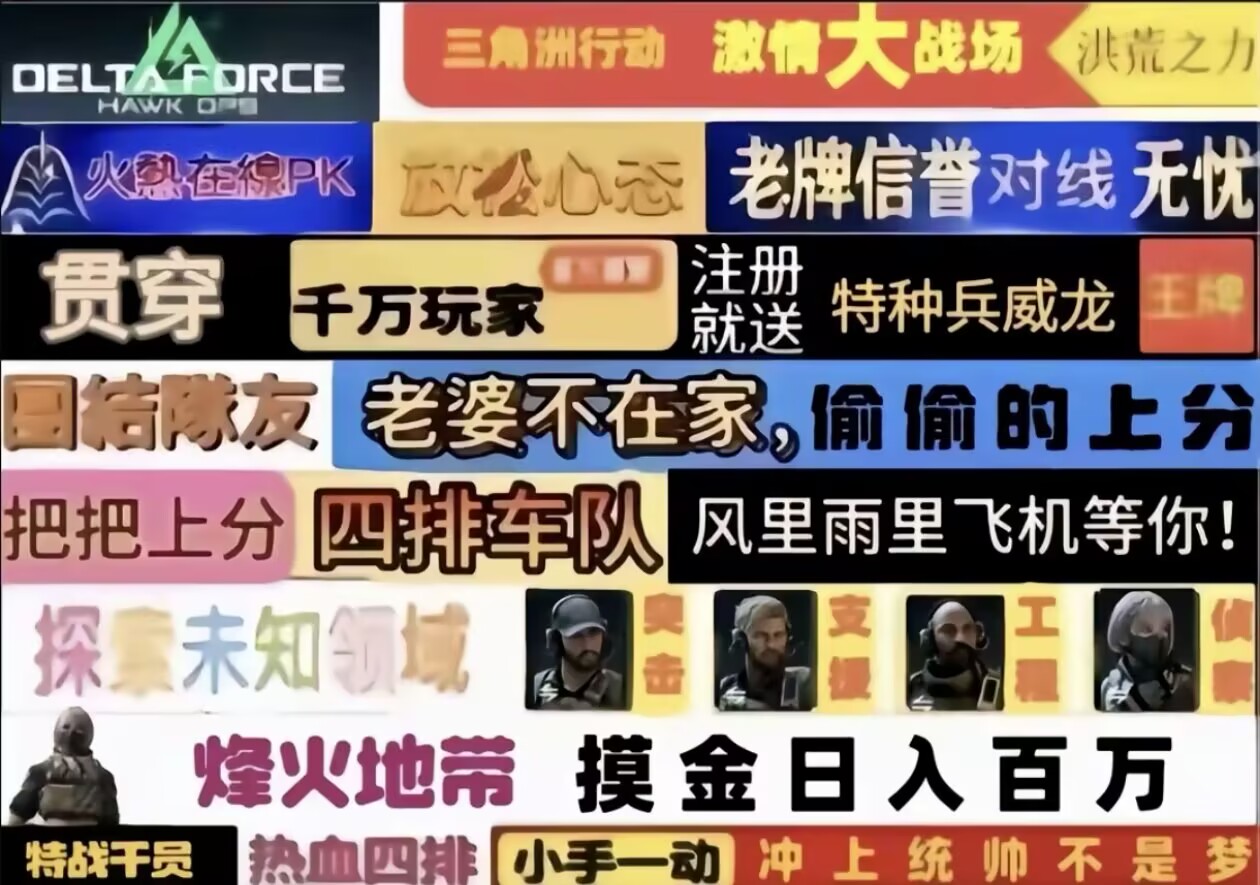 DELTA FORCE
HAWK OPS
三角洲行动 激情大战场 洪荒之力
火熱在線PK 放松心态 老牌信誉对线无忧
贯穿 千万玩家 注册就送 特种兵威龙 王牌
团結隊友 老婆不在家,偷偷的上分
把把上分 四排车队 风里雨里飞机等你!
探索未知领域 突击 支援 工程 侦察
烽火地带 摸金日入百万
特战干员 热血四排 小手一动 冲上统帅不是梦